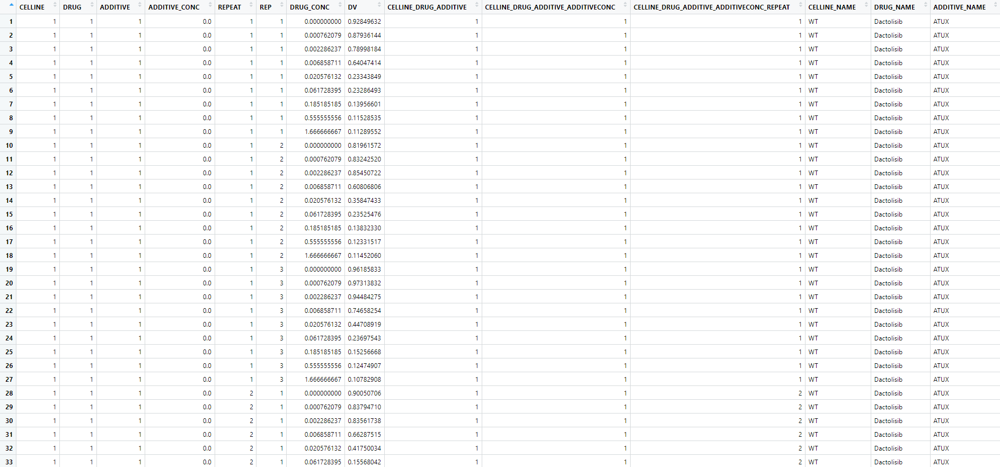 CELLINE DRUG ADDITIVE ADDITIVE_CONC REPEAT REP DRUG_CONC DV CELLINE_DRUG_ADDITIVE CELLINE_DRUG_ADDITIVE_ADDITIVECONC CELLINE_DRUG_ADDITIVE_ADDITIVECONC_REPEAT CELLINE_NAME DRUG_NAME ADDITIVE_NAME
1 1 1 1 0.0 1 1 0.000000000 0.92849632 1 1 1 WT Dactolisib ATUX
2 1 1 1 0.0 1 1 0.000762079 0.87936144 1 1 1 WT Dactolisib ATUX
3 1 1 1 0.0 1 1 0.002286237 0.78998184 1 1 1 WT Dactolisib ATUX
4 1 1 1 0.0 1 1 0.006858711 0.64047414 1 1 1 WT Dactolisib ATUX
5 1 1 1 0.0 1 1 0.020576132 0.23343849 1 1 1 WT Dactolisib ATUX
6 1 1 1 0.0 1 1 0.061728395 0.23286493 1 1 1 WT Dactolisib ATUX
7 1 1 1 0.0 1 1 0.185185185 0.13956601 1 1 1 WT Dactolisib ATUX
8 1 1 1 0.0 1 1 0.555555556 0.11528535 1 1 1 WT Dactolisib ATUX
9 1 1 1 0.0 1 1 1.666666667 0.11289552 1 1 1 WT Dactolisib ATUX
10 1 1 1 0.0 1 2 0.000000000 0.81961572 1 1 1 WT Dactolisib ATUX
11 1 1 1 0.0 1 2 0.000762079 0.83242520 1 1 1 WT Dactolisib ATUX
12 1 1 1 0.0 1 2 0.002286237 0.85450722 1 1 1 WT Dactolisib ATUX
13 1 1 1 0.0 1 2 0.006858711 0.60806806 1 1 1 WT Dactolisib ATUX
14 1 1 1 0.0 1 2 0.020576132 0.35847433 1 1 1 WT Dactolisib ATUX
15 1 1 1 0.0 1 2 0.061728395 0.23525476 1 1 1 WT Dactolisib ATUX
16 1 1 1 0.0 1 2 0.185185185 0.13832330 1 1 1 WT Dactolisib ATUX
17 1 1 1 0.0 1 2 0.555555556 0.12331517 1 1 1 WT Dactolisib ATUX
18 1 1 1 0.0 1 2 1.666666667 0.11452060 1 1 1 WT Dactolisib ATUX
19 1 1 1 0.0 1 3 0.000000000 0.96185833 1 1 1 WT Dactolisib ATUX
20 1 1 1 0.0 1 3 0.000762079 0.97313832 1 1 1 WT Dactolisib ATUX
21 1 1 1 0.0 1 3 0.002286237 0.94484275 1 1 1 WT Dactolisib ATUX
22 1 1 1 0.0 1 3 0.006858711 0.74658254 1 1 1 WT Dactolisib ATUX
23 1 1 1 0.0 1 3 0.020576132 0.44708919 1 1 1 WT Dactolisib ATUX
24 1 1 1 0.0 1 3 0.061728395 0.23697543 1 1 1 WT Dactolisib ATUX
25 1 1 1 0.0 1 3 0.185185185 0.15256668 1 1 1 WT Dactolisib ATUX
26 1 1 1 0.0 1 3 0.555555556 0.12474907 1 1 1 WT Dactolisib ATUX
27 1 1 1 0.0 1 3 1.666666667 0.10782908 1 1 1 WT Dactolisib ATUX
28 1 1 1 0.0 2 1 0.000000000 0.90050706 1 1 2 WT Dactolisib ATUX
29 1 1 1 0.0 2 1 0.000762079 0.83794710 1 1 2 WT Dactolisib ATUX
30 1 1 1 0.0 2 1 0.002286237 0.83561738 1 1 2 WT Dactolisib ATUX
31 1 1 1 0.0 2 1 0.006858711 0.66287515 1 1 2 WT Dactolisib ATUX
32 1 1 1 0.0 2 1 0.020576132 0.41750034 1 1 2 WT Dactolisib ATUX
33 1 1 1 0.0 2 1 0.061728395 0.15568042 1 1 2 WT Dactolisib ATUX